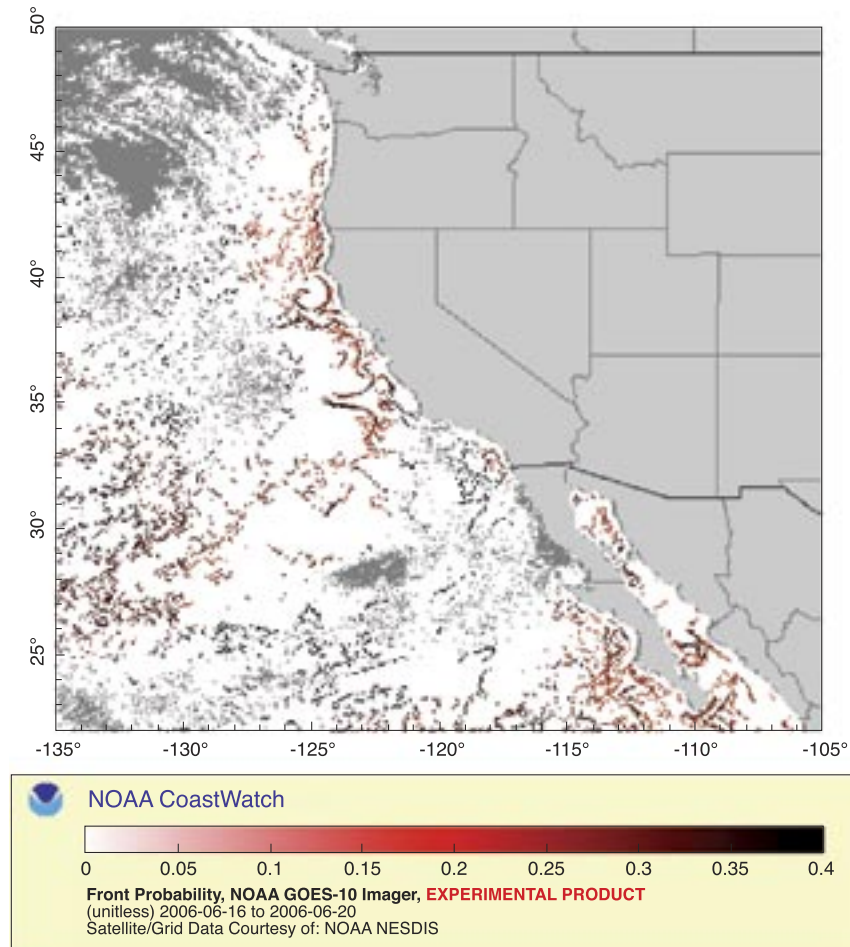 50°
45°
40°
35°
30°
25°
-135° -130° -125° -120° -115° -110° -105°
NOAA CoastWatch
0 0.05 0.1 0.15 0.2 0.25 0.3 0.35 0.4
Front Probability, NOAA GOES-10 Imager, EXPERIMENTAL PRODUCT
(unitless) 2006-06-16 to 2006-06-20
Satellite/Grid Data Courtesy of: NOAA NESDIS